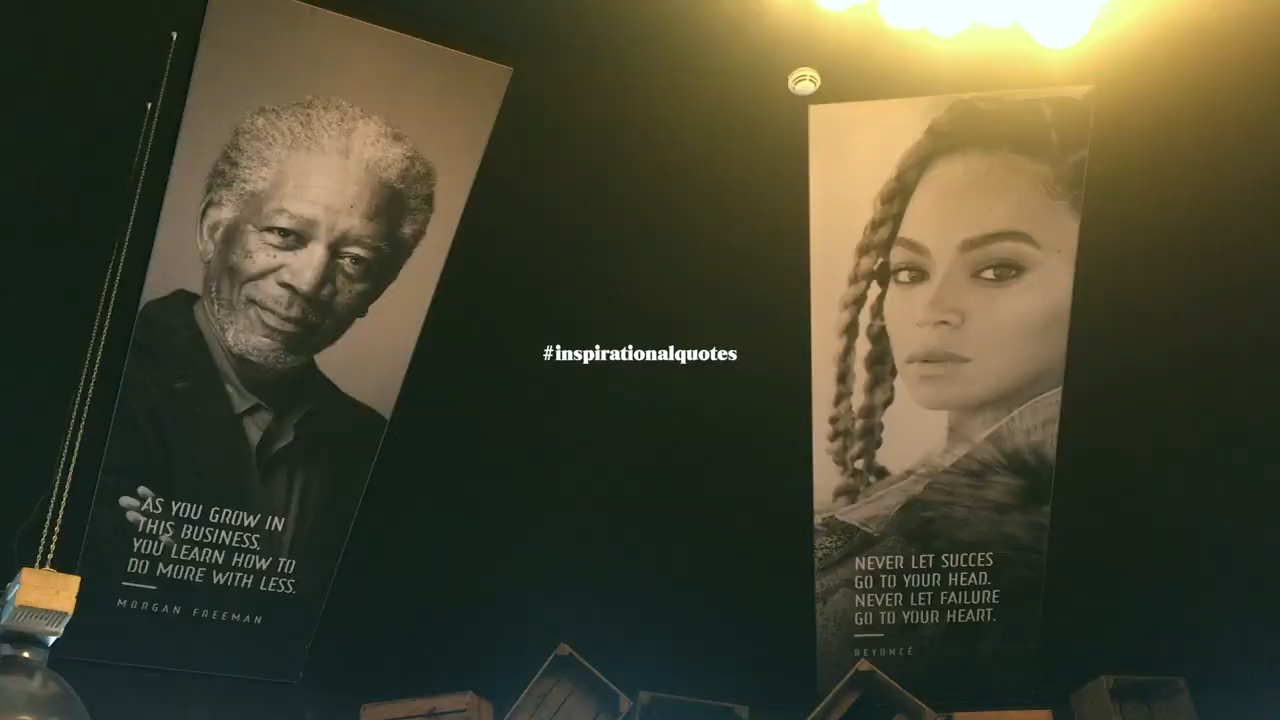 AS YOU GROW IN
THIS BUSINESS,
YOU LEARN HOW TO
DO MORE WITH LESS.
MORGAN FREEMAN
#inspirationalquotes
NEVER LET SUCCES
GO TO YOUR HEAD.
NEVER LET FAILURE
GO TO YOUR HEART.
BEYONCÉ